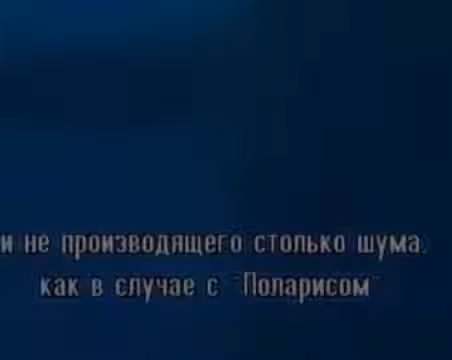 и не производящего столько шума.
как в случае с "Поларисом"